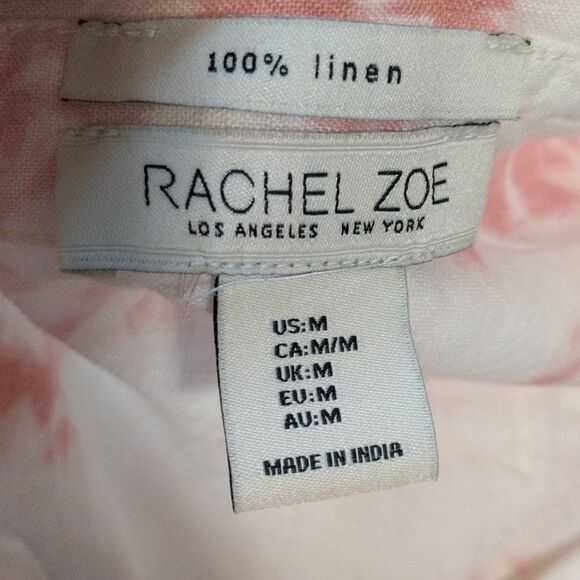 100% linen
RACHEL ZOE
LOS ANGELES NEW YORK
US:M
CA:M/M
UK:M
EU:M
AU:M
MADE IN INDIA